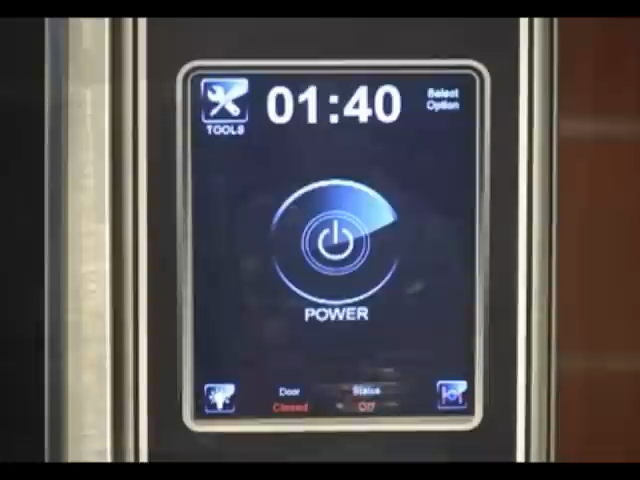 01:40
Select
Option
TOOLS
POWER
Door
Status
Closed
Off